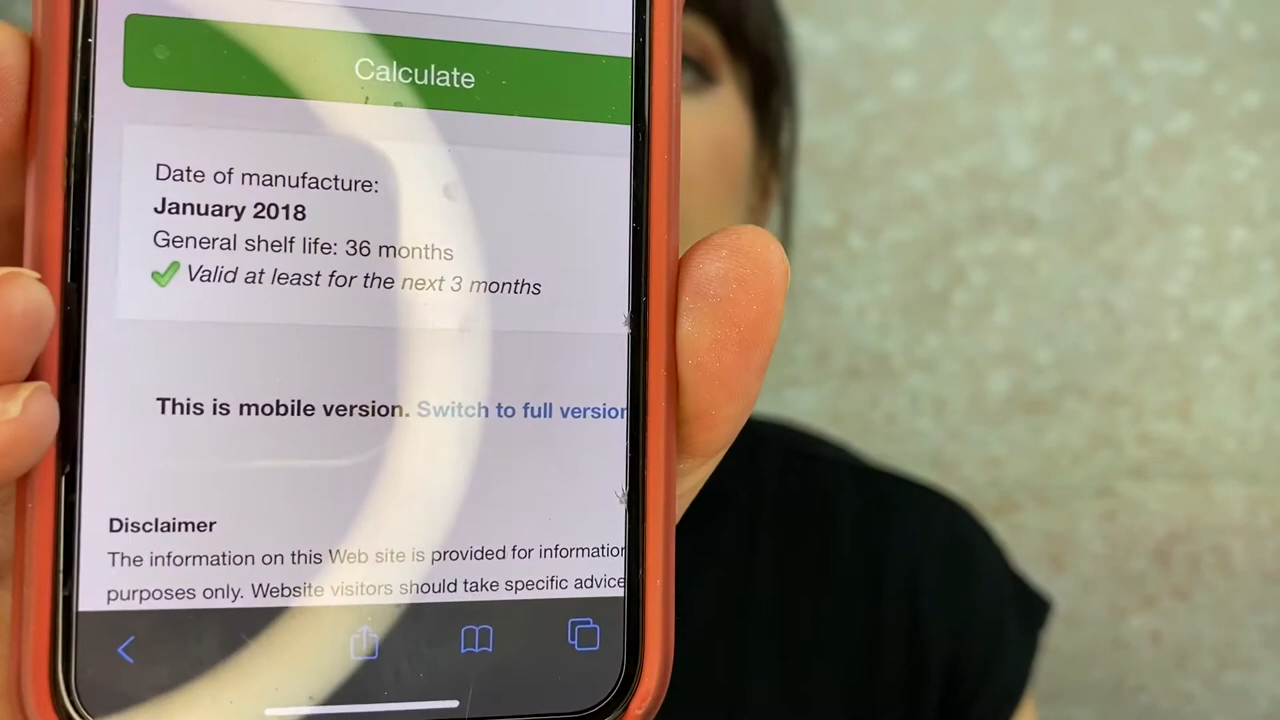 Calculate
Date of manufacture:
January 2018
General shelf life: 36 months
Valid at least for the next 3 months
This is mobile version. Switch to full version
Disclaimer
The information on this Web site is provided for information
purposes only. Website visitors should take specific advice